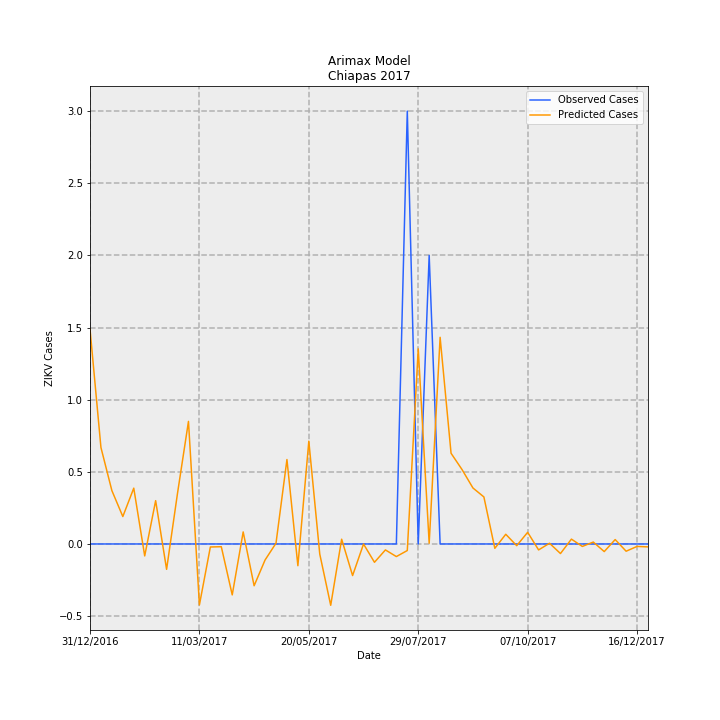 Arimax Model
Chiapas 2017
Observed Cases
Predicted Cases
3.0
2.5
2.0
1.5
1.0
0.5
0.0
−0.5
ZIKV Cases
31/12/2016 11/03/2017 20/05/2017 29/07/2017 07/10/2017 16/12/2017
Date